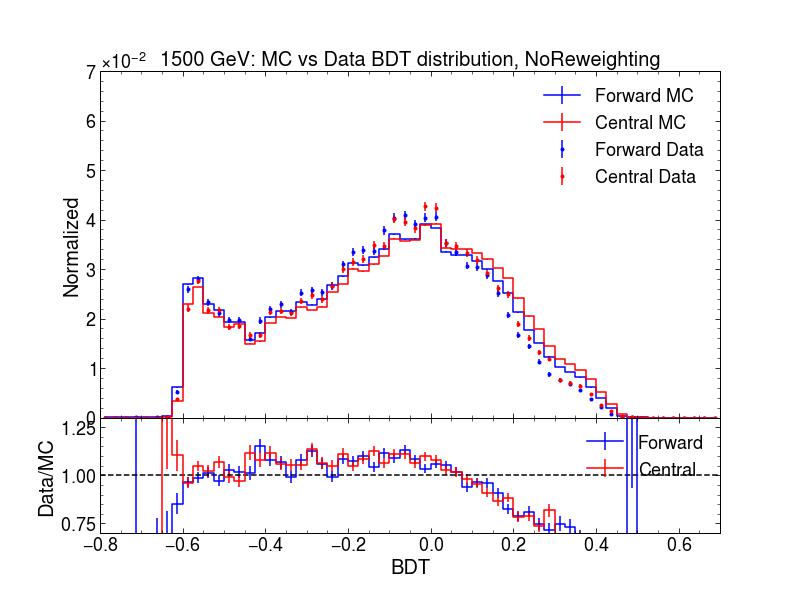 ×10⁻² 1500 GeV: MC vs Data BDT distribution, NoReweighting
7
6
5
4
3
2
1
0
Normalized
Forward MC
Central MC
Forward Data
Central Data
1.25
1.00
0.75
Data/MC
Forward
Central
−0.8 −0.6 −0.4 −0.2 0.0 0.2 0.4 0.6
BDT